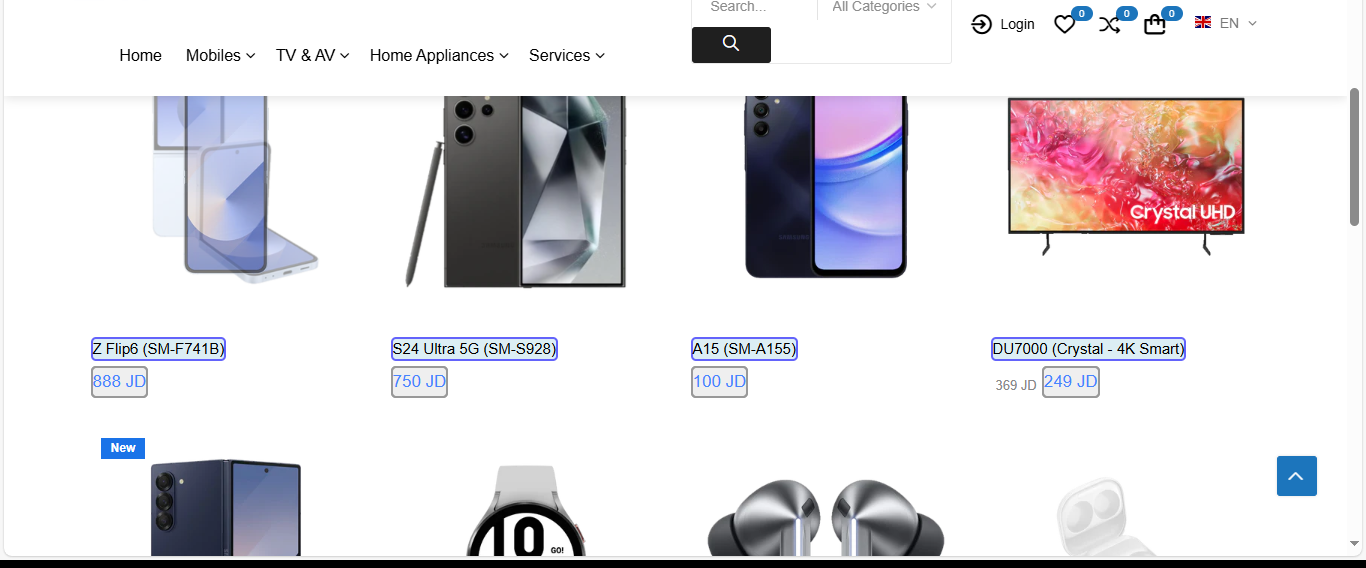 Search...
All Categories
Login
0
0
0
EN
Home
Mobiles
TV & AV
Home Appliances
Services
Crystal UHD
Z Flip6 (SM-F741B)
888 JD
S24 Ultra 5G (SM-S928)
750 JD
A15 (SM-A155)
100 JD
DU7000 (Crystal - 4K Smart)
369 JD 249 JD
New
10
GO!